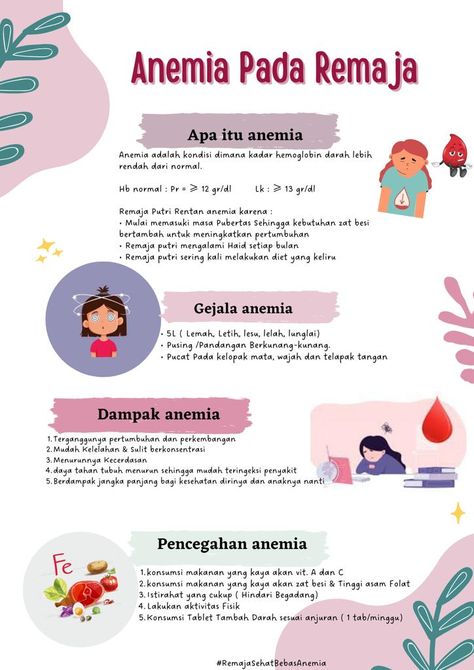 Anemia Pada Remaja
Apa itu anemia
Anemia adalah kondisi dimana kadar hemoglobin darah lebih
rendah dari normal.
Hb normal : Pr = ⩾ 12 gr/dl Lk : ⩾ 13 gr/dl
Remaja Putri Rentan anemia karena :
• Mulai memasuki masa Pubertas Sehingga kebutuhan zat besi
bertambah untuk meningkatkan pertumbuhan
• Remaja putri mengalami Haid setiap bulan
• Remaja putri sering kali melakukan diet yang keliru
Gejala anemia
• 5L ( Lemah, Letih, lesu, lelah, lunglai)
• Pusing /Pandangan Berkunang-kunang.
• Pucat Pada kelopak mata, wajah dan telapak tangan
Dampak anemia
1.Terganggunya pertumbuhan dan perkembangan
2.Mudah Kelelahan & Sulit berkonsentrasi
3.Menurunnya Kecerdasan
4.daya tahan tubuh menurun sehingga mudah teringeksi penyakit
5.Berdampak jangka panjang bagi kesehatan dirinya dan anaknya nanti
Pencegahan anemia
Fe
1.konsumsi makanan yang kaya akan vit. A dan C
2.konsumsi makanan yang kaya akan zat besi & Tinggi asam Folat
3.Istirahat yang cukup ( Hindari Begadang)
4.Lakukan aktivitas Fisik
5.Konsumsi Tablet Tambah Darah sesuai anjuran ( 1 tab/minggu)
#RemajaSehatBebasAnemia